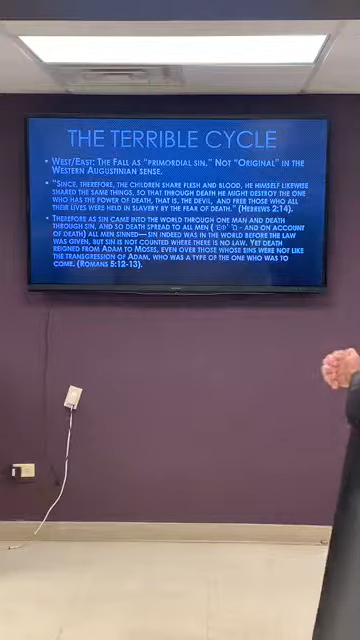 THE TERRIBLE CYCLE
• WEST/EAST: THE FALL AS "PRIMORDIAL SIN." NOT "ORIGINAL" IN THE
WESTERN AUGUSTINIAN SENSE.
• "SINCE, THEREFORE, THE CHILDREN SHARE FLESH AND BLOOD, HE HIMSELF LIKEWISE
SHARED THE SAME THINGS, SO THAT THROUGH DEATH HE MIGHT DESTROY THE ONE
WHO HAS THE POWER OF DEATH, THAT IS, THE DEVIL, AND FREE THOSE WHO ALL
THEIR LIVES WERE HELD IN SLAVERY BY THE FEAR OF DEATH." (HEBREWS 2:14).
• THEREFORE AS SIN CAME INTO THE WORLD THROUGH ONE MAN AND DEATH
THROUGH SIN, AND SO DEATH SPREAD TO ALL MEN ( AND ON ACCOUNT
OF DEATH) ALL MEN SINNED— SIN INDEED WAS IN THE WORLD BEFORE THE LAW
WAS GIVEN, BUT SIN IS NOT COUNTED WHERE THERE IS NO LAW. YET DEATH
REIGNED FROM ADAM TO MOSES, EVEN OVER THOSE WHOSE SINS WERE NOT LIKE
THE TRANSGRESSION OF ADAM, WHO WAS A TYPE OF THE ONE WHO WAS TO
COME. (ROMANS 5:12-13).